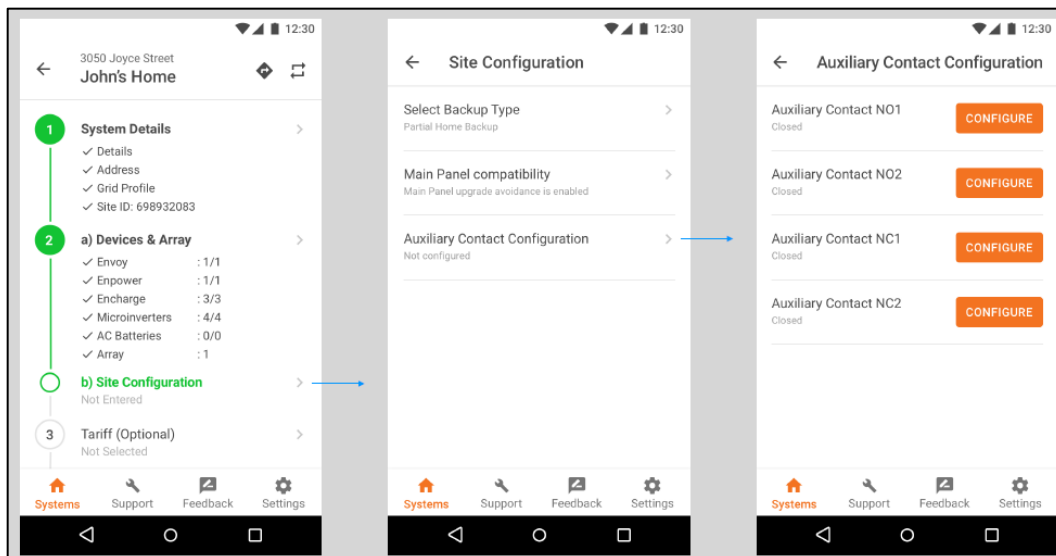 12:30
3050 Joyce Street
John's Home
1
System Details
Details
Address
Grid Profile
Site ID: 698932083
2
a) Devices & Array
Envoy : 1/1
Enpower : 1/1
Encharge : 3/3
Microinverters : 4/4
AC Batteries : 0/0
Array : 1
b) Site Configuration
Not Entered
3
Tariff (Optional)
Not Selected
Systems Support Feedback Settings
12:30
Site Configuration
Select Backup Type
Partial Home Backup
Main Panel compatibility
Main Panel upgrade avoidance is enabled
Auxiliary Contact Configuration
Not configured
Systems Support Feedback Settings
12:30
Auxiliary Contact Configuration
Auxiliary Contact NO1
Closed
CONFIGURE
Auxiliary Contact NO2
Closed
CONFIGURE
Auxiliary Contact NC1
Closed
CONFIGURE
Auxiliary Contact NC2
Closed
CONFIGURE
Systems Support Feedback Settings